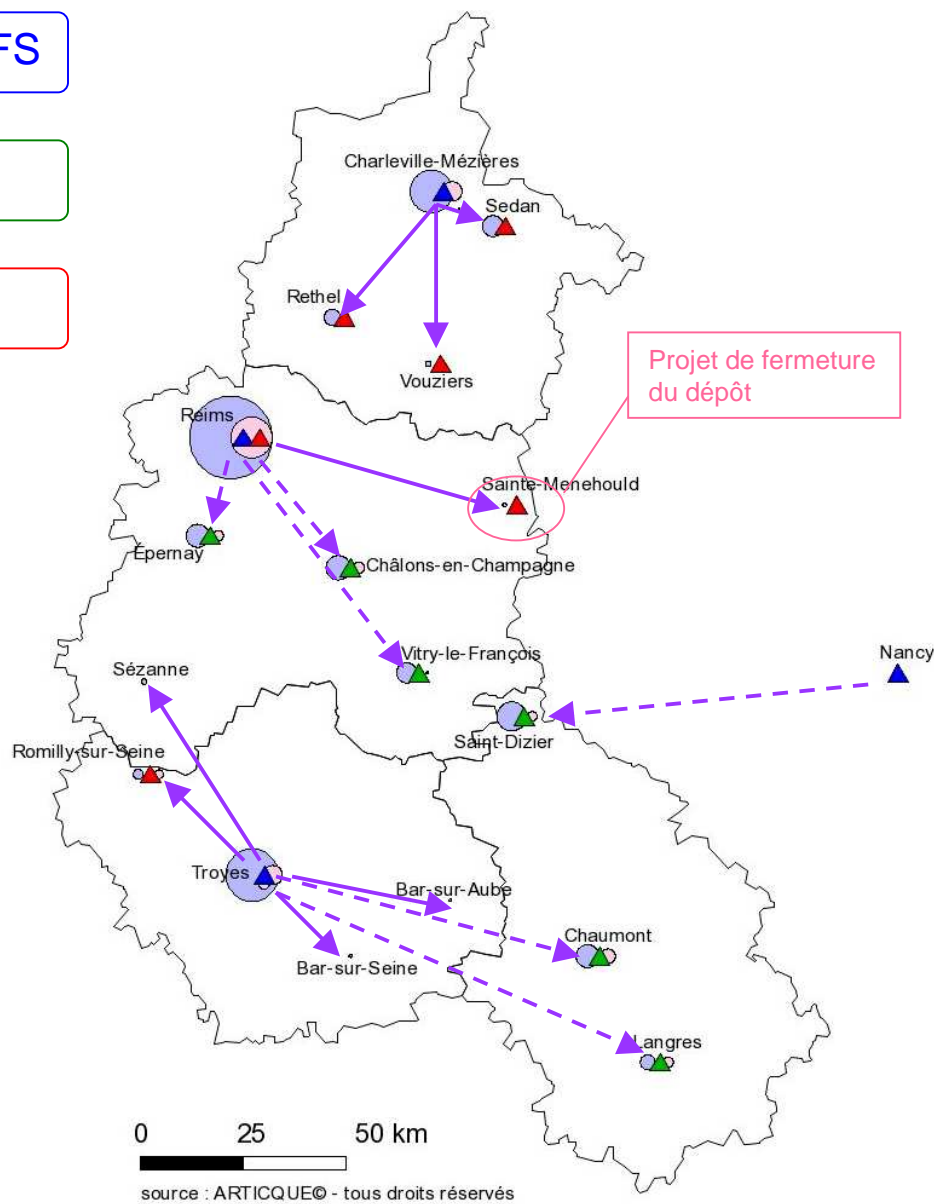 FS
Charleville-Mézières
Sedan
Rethel
Vouziers
Projet de fermeture
du dépôt
Reims
Sainte-Menehould
Épernay
Châlons-en-Champagne
Vitry-le-François
Nancy
Sézanne
Saint-Dizier
Romilly-sur-Seine
Troyes
Bar-sur-Aube
Chaumont
Bar-sur-Seine
Langres
0 25 50 km
source : ARTICQUE© - tous droits réservés